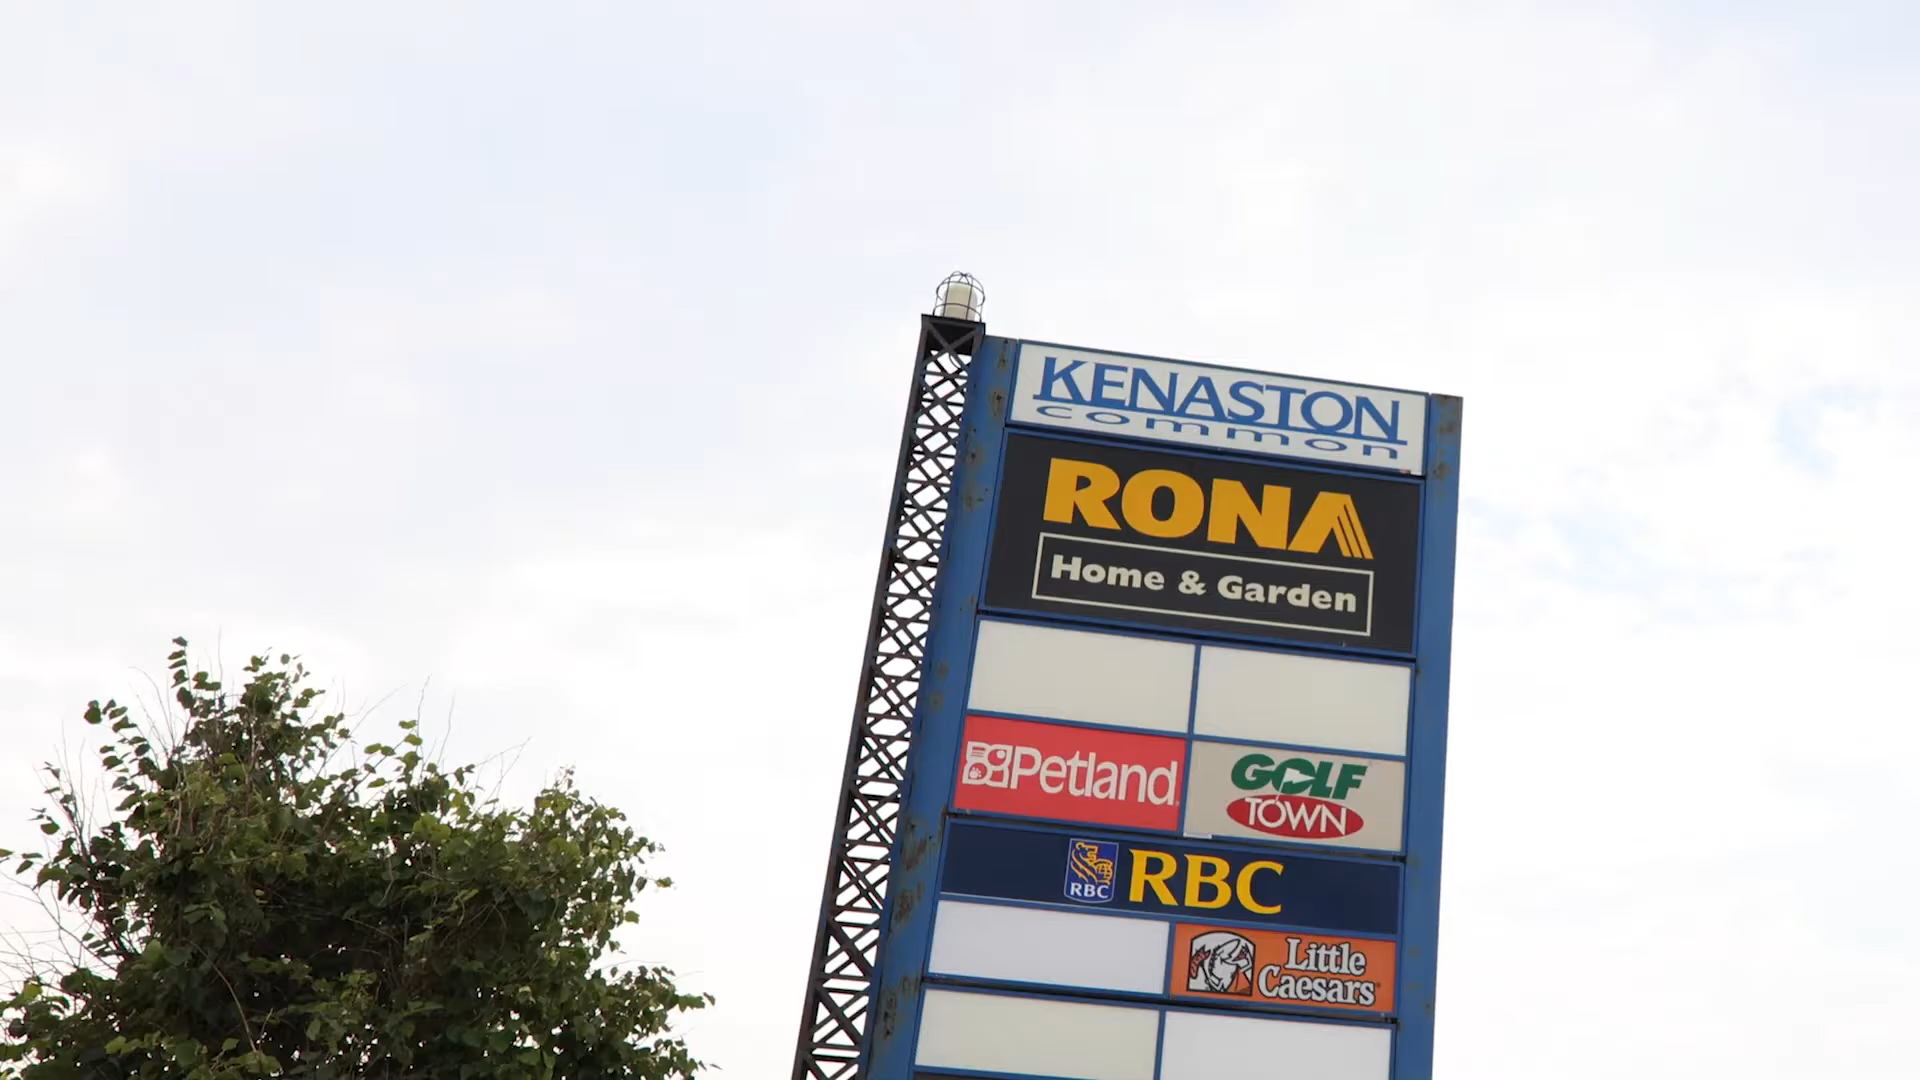 KENASTON
common
RONA
Home & Garden
Petland
GOLF
TOWN
RBC
RBC
Little
Caesars